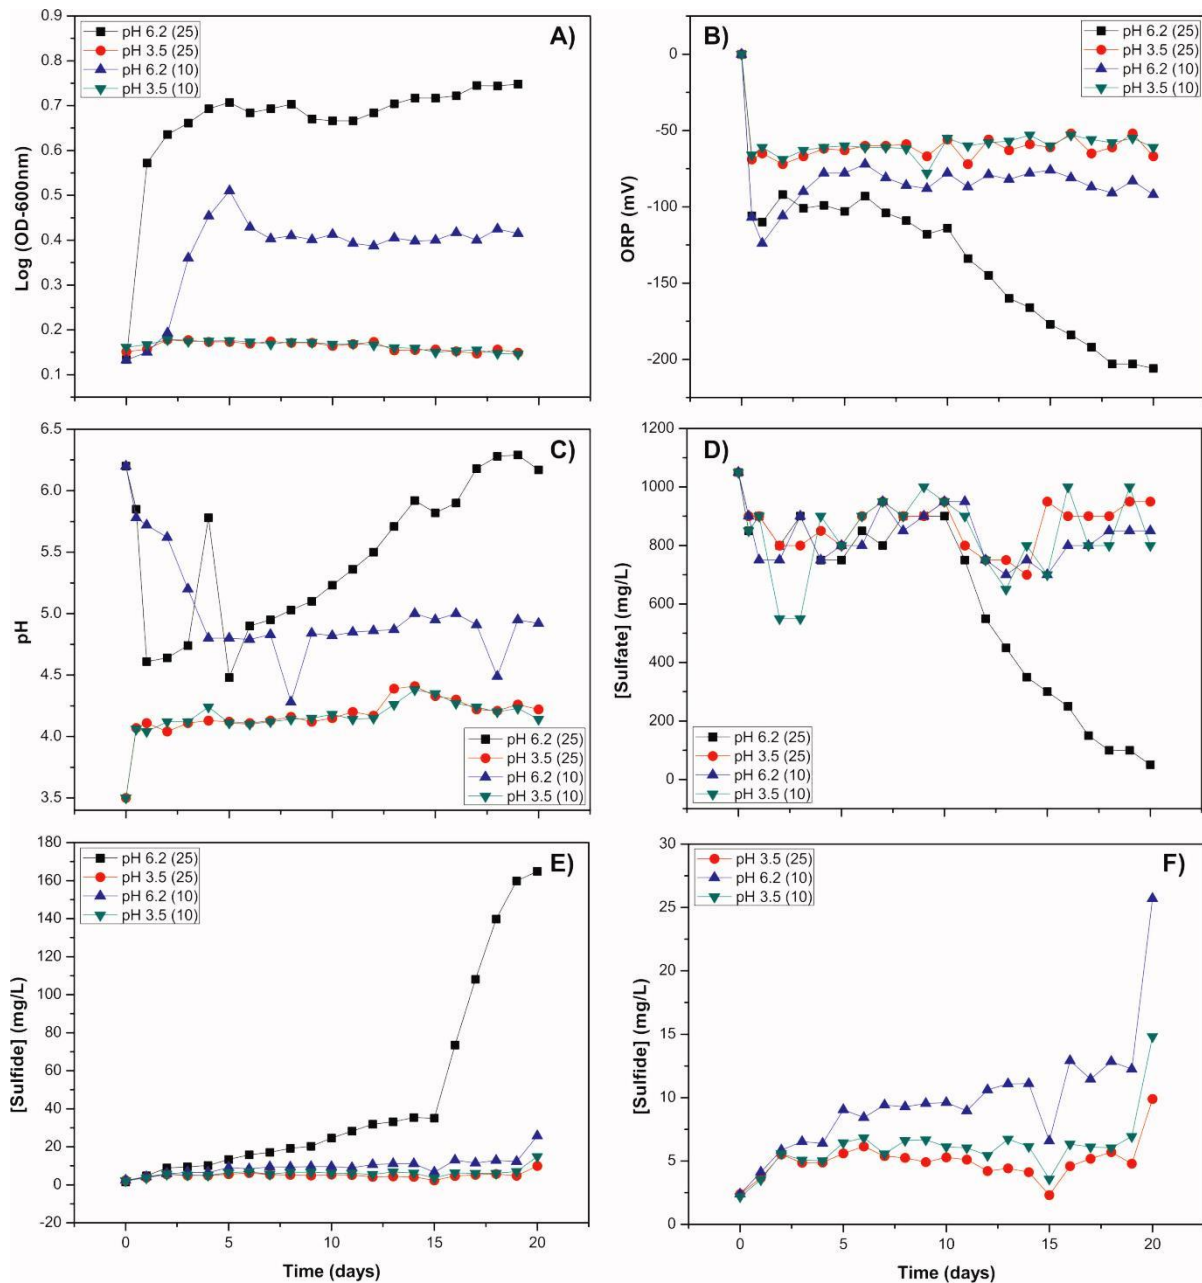 A)
pH 6.2 (25)
pH 3.5 (25)
pH 6.2 (10)
pH 3.5 (10)
Log (OD-600nm)
0.9
0.8
0.7
0.6
0.5
0.4
0.3
0.2
0.1
B)
pH 6.2 (25)
pH 3.5 (25)
pH 6.2 (10)
pH 3.5 (10)
ORP (mV)
0
-50
-100
-150
-200
C)
pH
6.5
6.0
5.5
5.0
4.5
4.0
3.5
pH 6.2 (25)
pH 3.5 (25)
pH 6.2 (10)
pH 3.5 (10)
D)
[Sulfate] (mg/L)
1200
1000
800
600
400
200
0
pH 6.2 (25)
pH 3.5 (25)
pH 6.2 (10)
pH 3.5 (10)
E)
pH 6.2 (25)
pH 3.5 (25)
pH 6.2 (10)
pH 3.5 (10)
[Sulfide] (mg/L)
180
160
140
120
100
80
60
40
20
0
-20
0 5 10 15 20
Time (days)
F)
pH 3.5 (25)
pH 6.2 (10)
pH 3.5 (10)
[Sulfide] (mg/L)
30
25
20
15
10
5
0
0 5 10 15 20
Time (days)